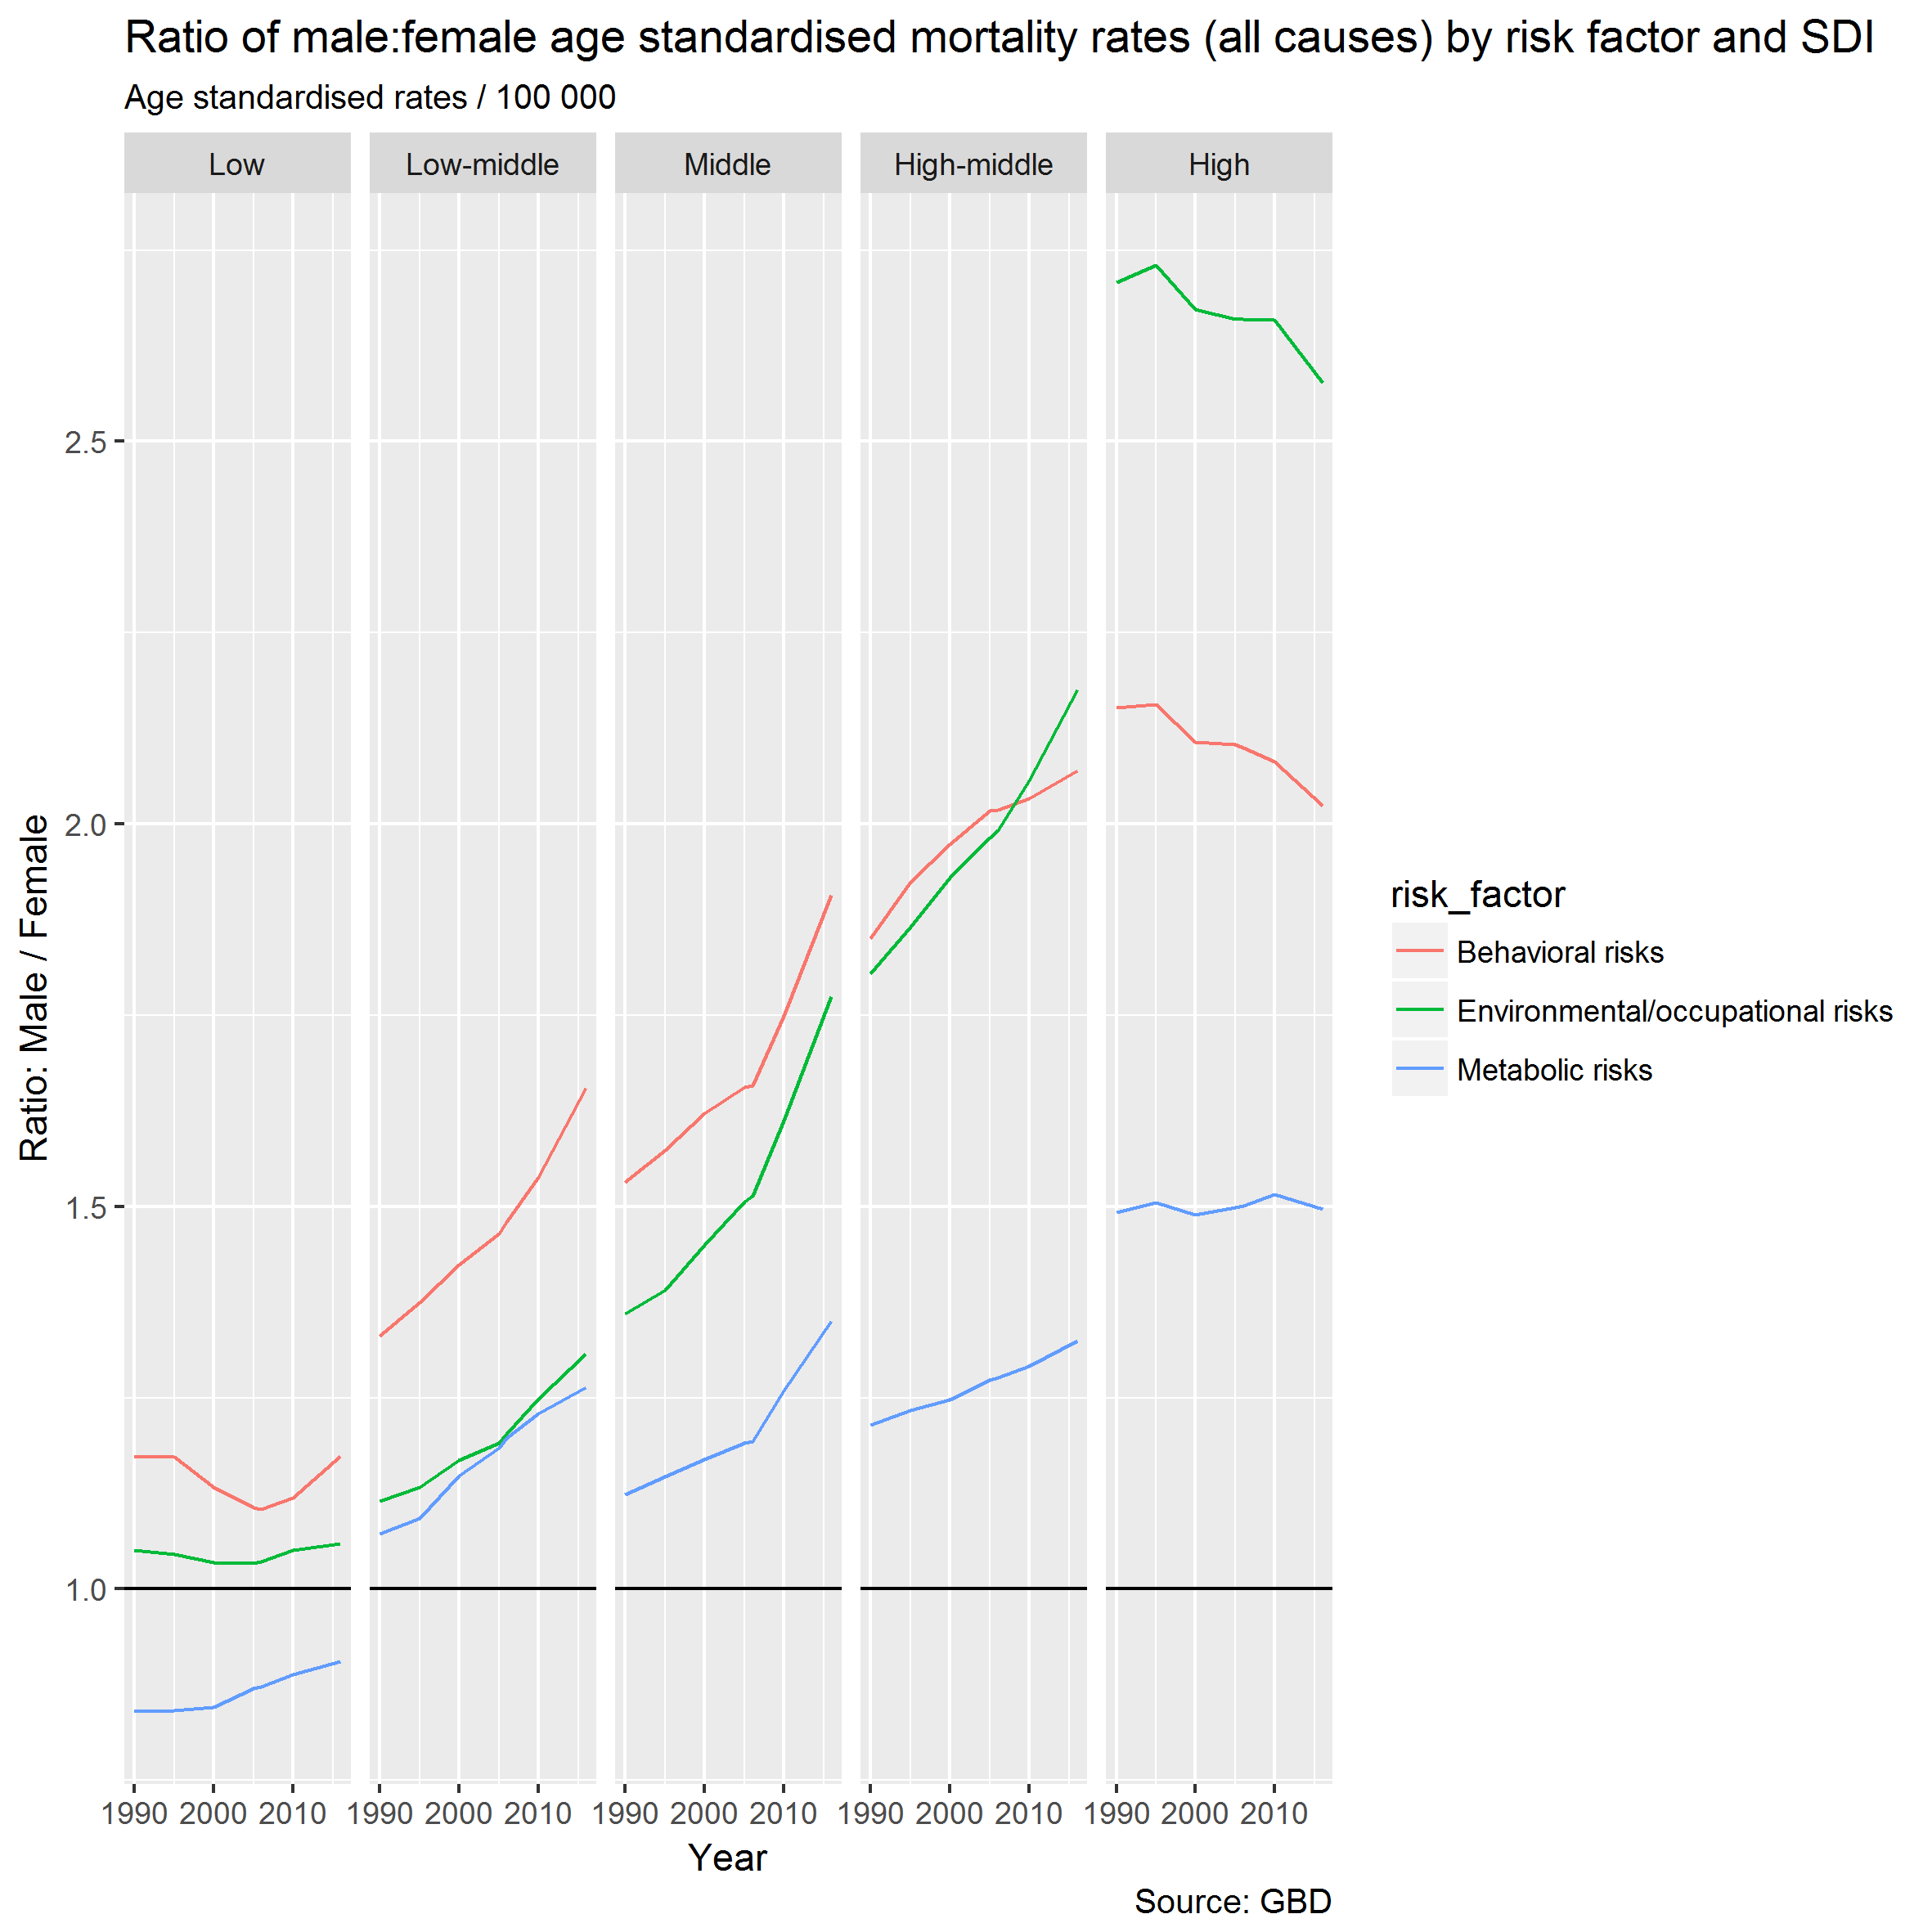 Ratio of male:female age standardised mortality rates (all causes) by risk factor and SDI
Age standardised rates / 100 000
Low Low-middle Middle High-middle High
2.5
2.0
1.5
1.0
Ratio: Male / Female
1990 2000 2010 1990 2000 2010 1990 2000 2010 1990 2000 2010 1990 2000 2010
Year
risk_factor
Behavioral risks
Environmental/occupational risks
Metabolic risks
Source: GBD